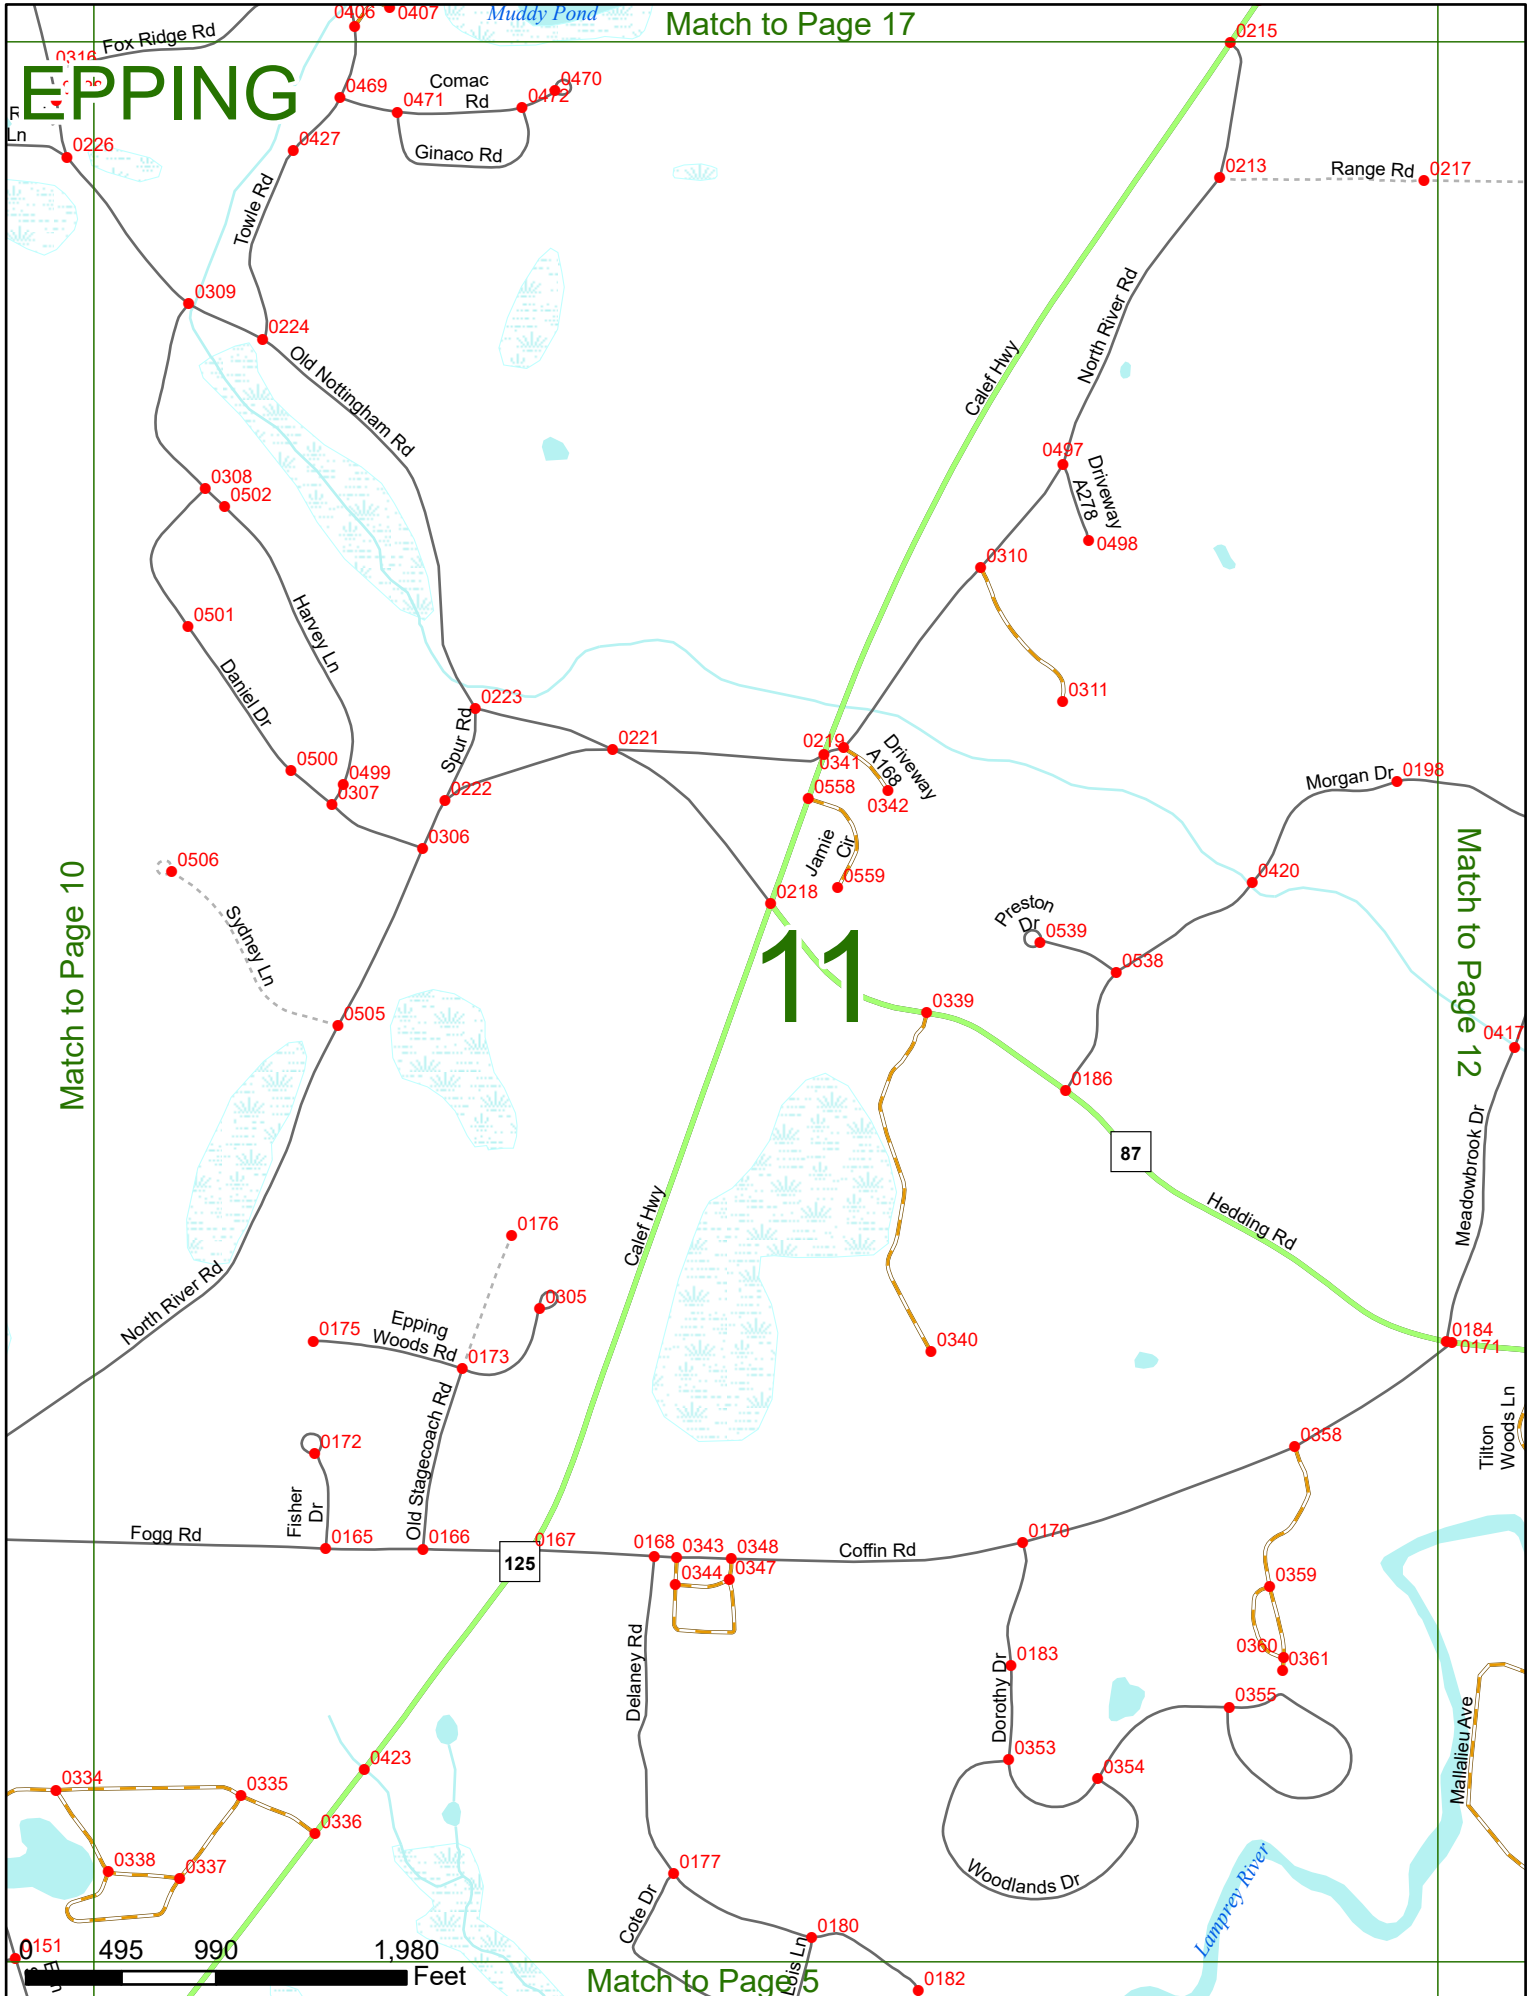 0406
0407
Muddy Pond
Match to Page 17
0215
Fox Ridge Rd
0316
EPPING
Ln
0226
0469
0471
Comac
Rd
0472
0470
0427
Ginaco Rd
0213
Range Rd
0217
Towle Rd
0309
0224
Old Nottingham Rd
North River Rd
Calef Hwy
0497
Driveway
A278
0498
0308
0502
0310
Harvey Ln
0501
Daniel Dr
0311
0223
Spur Rd
0221
0219
0341
Driveway
A168
0342
0500
0499
0307
0222
0558
Morgan Dr
0198
0306
Jamie
Cir
0559
0506
Sydney Ln
0218
0420
Match to Page 10
Match to Page 12
Preston
Dr
0539
0538
11
0505
0339
0417
0186
87
Meadowbrook Dr
Hedding Rd
Calef Hwy
0176
North River Rd
0305
0175
Epping
Woods Rd
0173
0340
0184
0171
Old Stagecoach Rd
Tilton
Woods Ln
0172
0358
Fisher
Dr
Fogg Rd
0165
0166
0167
125
0168
0343
0348
Coffin Rd
0170
0344
0347
0359
Delaney Rd
0183
Dorothy Dr
0360
0361
0355
Mallalieu Ave
0423
0353
0354
0334
0335
0336
0338
0337
0177
Woodlands Dr
Cote Dr
0180
Lois Ln
Lamprey River
0151
0
495
990
1,980
Feet
Match to Page 5
0182